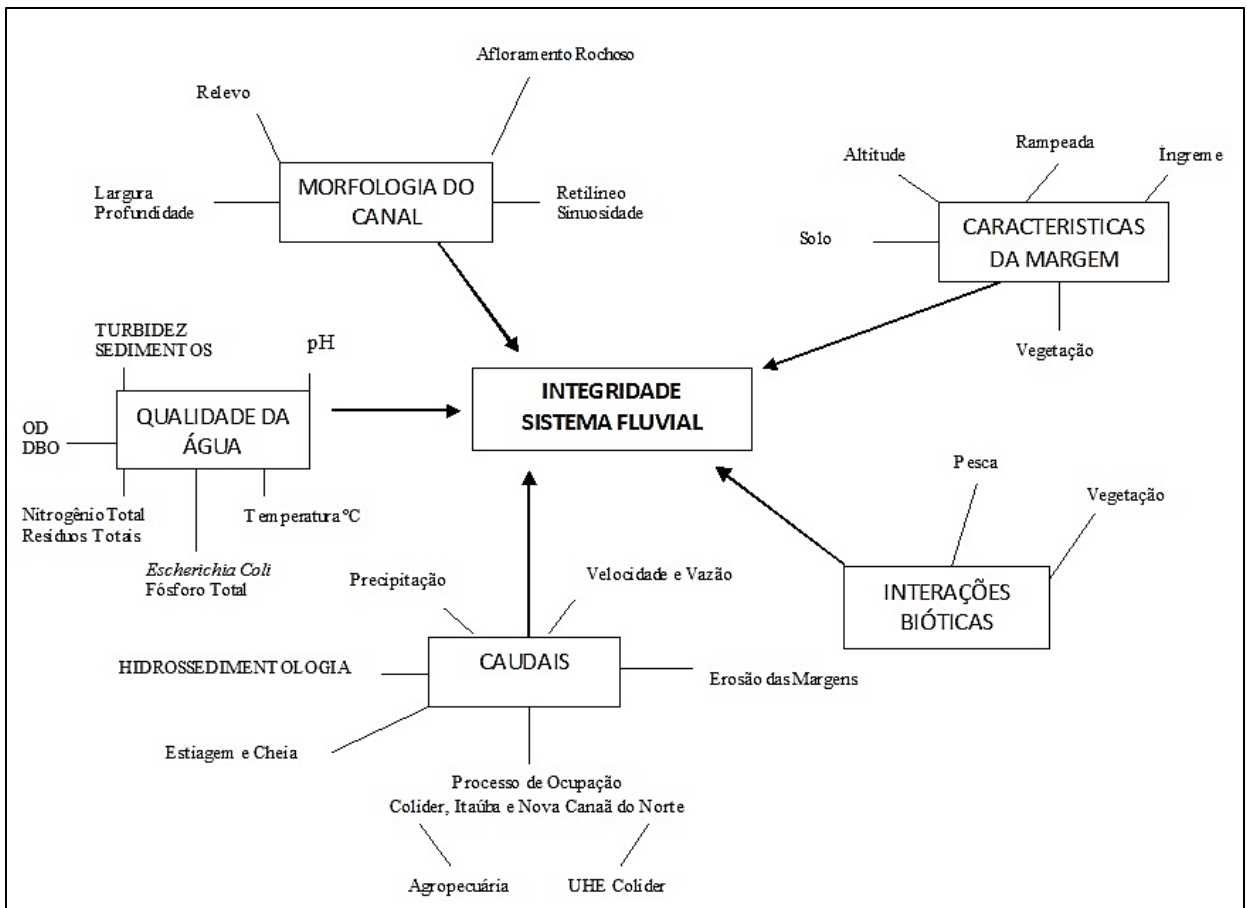 Afloramento Rochoso
Relevo
MORFOLOGIA DO
CANAL
Largura
Profundidade
Retilíneo
Sinuosidade
Altitude
Rampeada
Íngreme
Solo
CARACTERISTICAS
DA MARGEM
Vegetação
TURBIDEZ
SEDIMENTOS
pH
QUALIDADE DA
ÁGUA
OD
DBO
Nitrogênio Total
Resíduos Totais
Temperatura ºC
Escherichia Coli
Fósforo Total
INTEGRIDADE
SISTEMA FLUVIAL
Pesca
Vegetação
INTERAÇÕES
BIÓTICAS
Precipitação
Velocidade e Vazão
CAUDAIS
HIDROSSEDIMENTOLOGIA
Erosão das Margens
Estiagem e Cheia
Processo de Ocupação
Colíder, Itaúba e Nova Canaã do Norte
Agropecuária
UHE Colíder